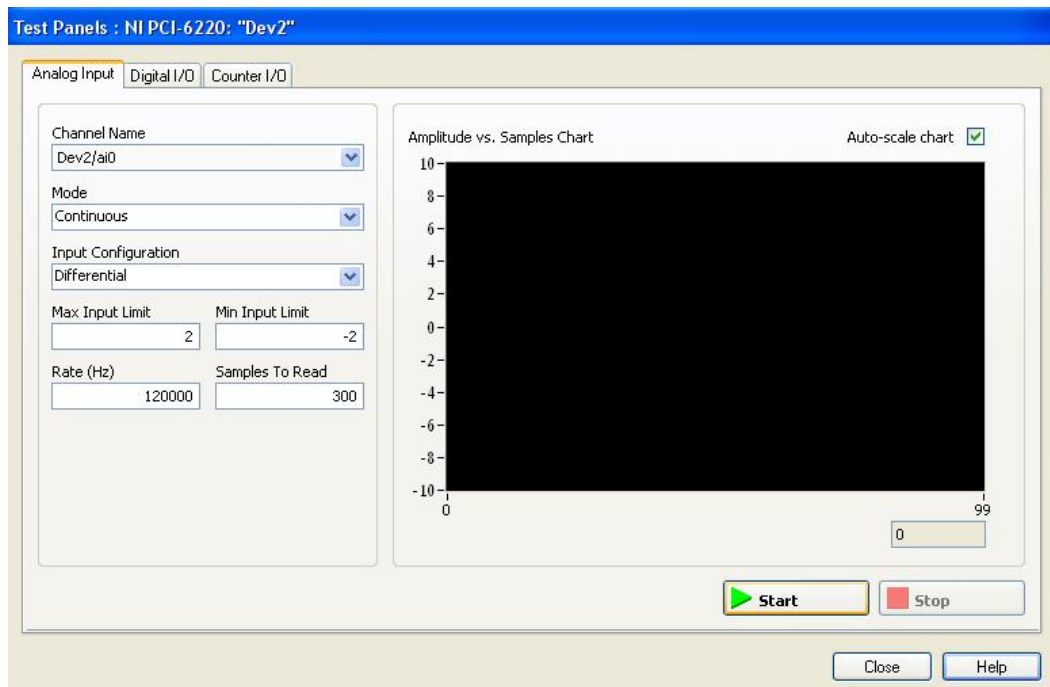 Test Panels : NI PCI-6220: "Dev2"
Analog Input Digital I/O Counter I/O
Channel Name
Dev2/ai0
Mode
Continuous
Input Configuration
Differential
Max Input Limit Min Input Limit
2 -2
Rate (Hz) Samples To Read
120000 300
Amplitude vs. Samples Chart Auto-scale chart
10
8
6
4
2
0
-2
-4
-6
-8
-10
0 99
0
Start Stop
Close Help